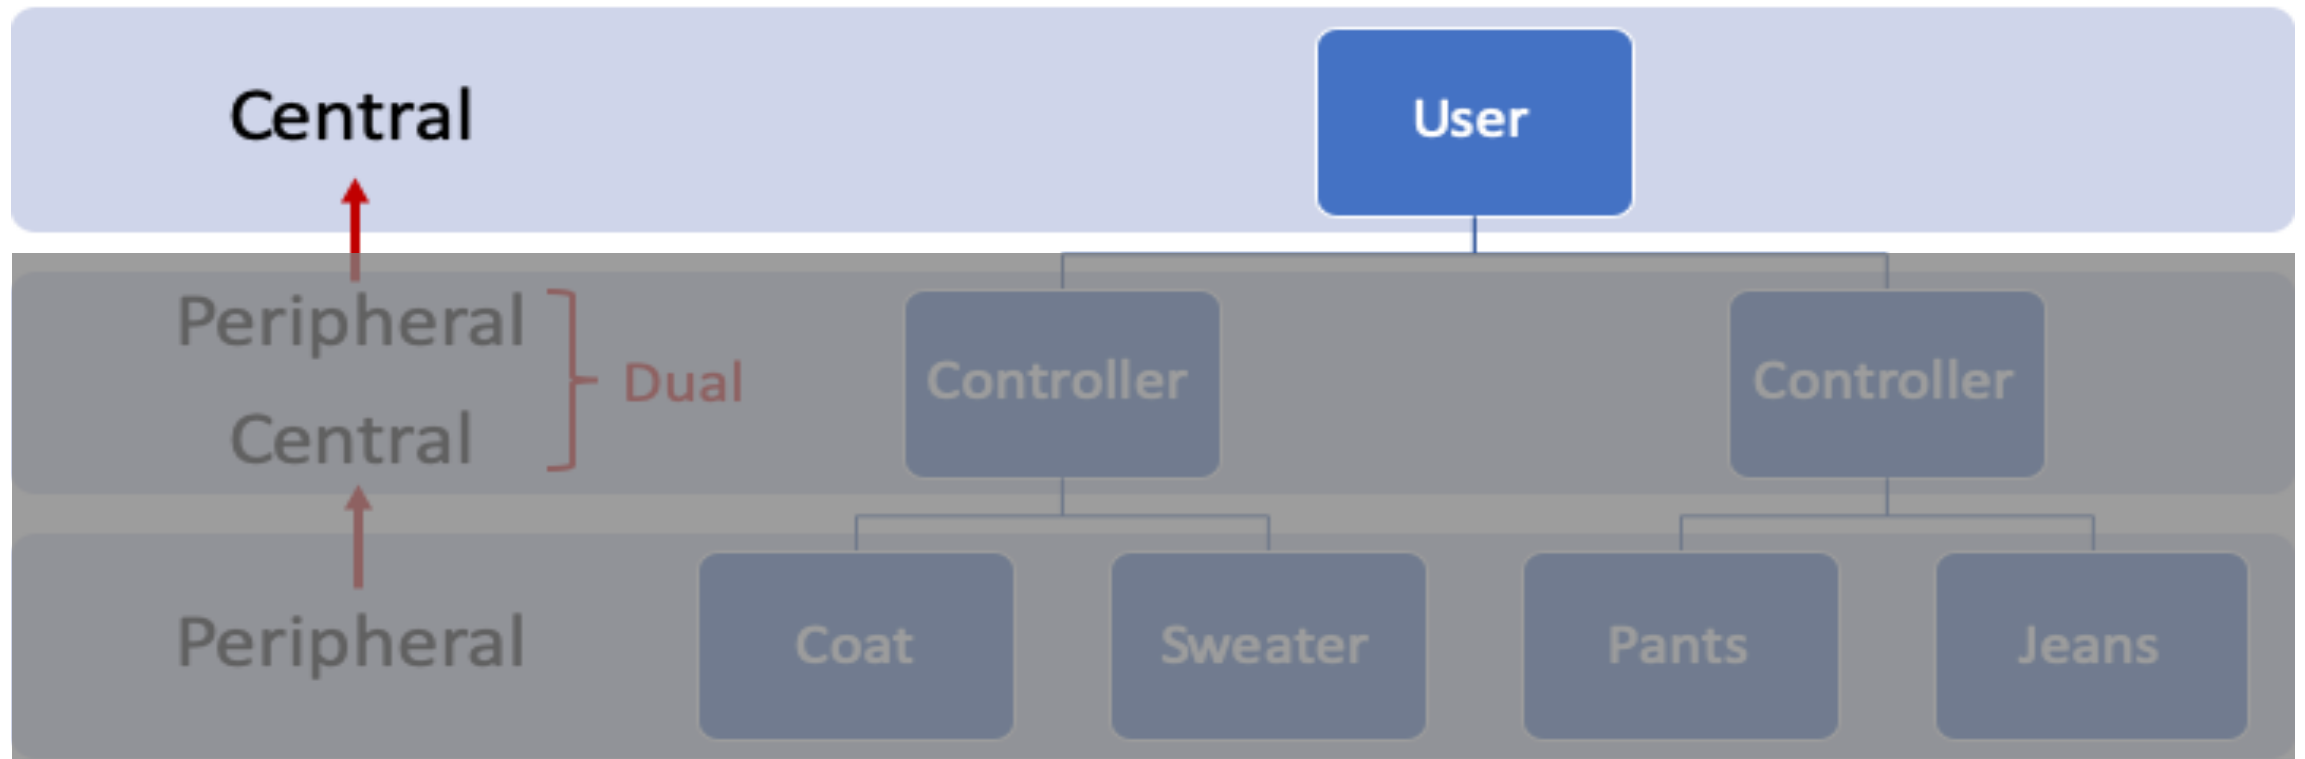 Central
User
Peripheral
Central
Dual
Controller
Controller
Peripheral
Coat
Sweater
Pants
Jeans